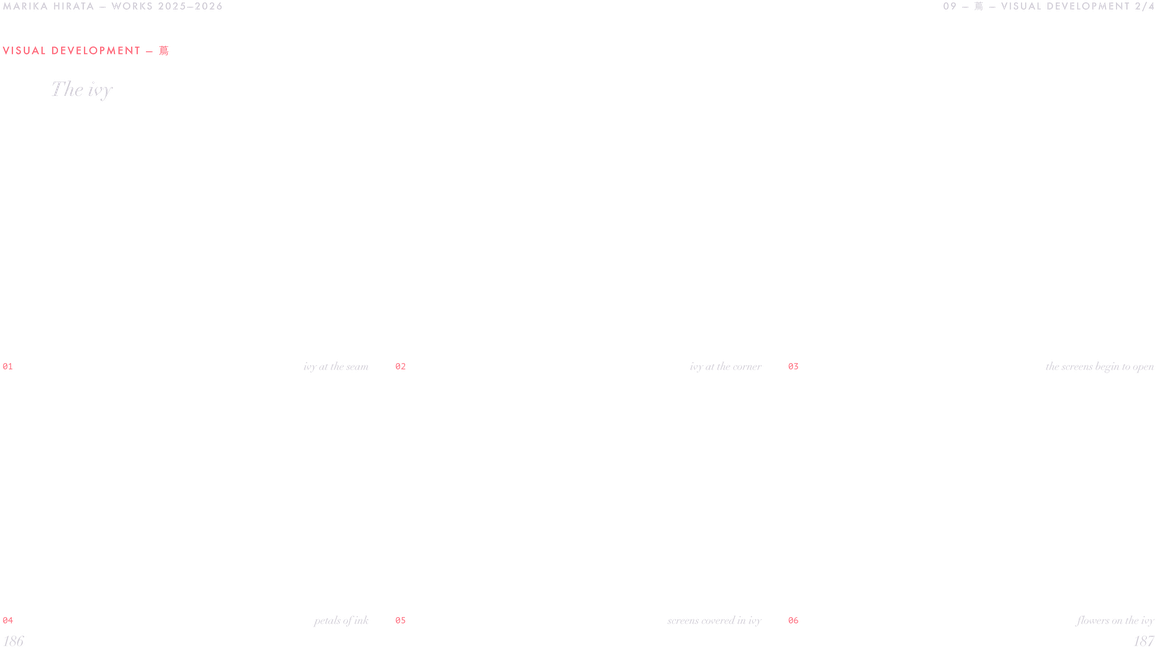 MARIKA HIRATA — WORKS 2025–2026
09 — 蔦 — VISUAL DEVELOPMENT 2/4
VISUAL DEVELOPMENT — 蔦
The ivy
01 ivy at the seam
02 ivy at the corner
03 the screens begin to open
04 petals of ink
05 screens covered in ivy
06 flowers on the ivy
186
187